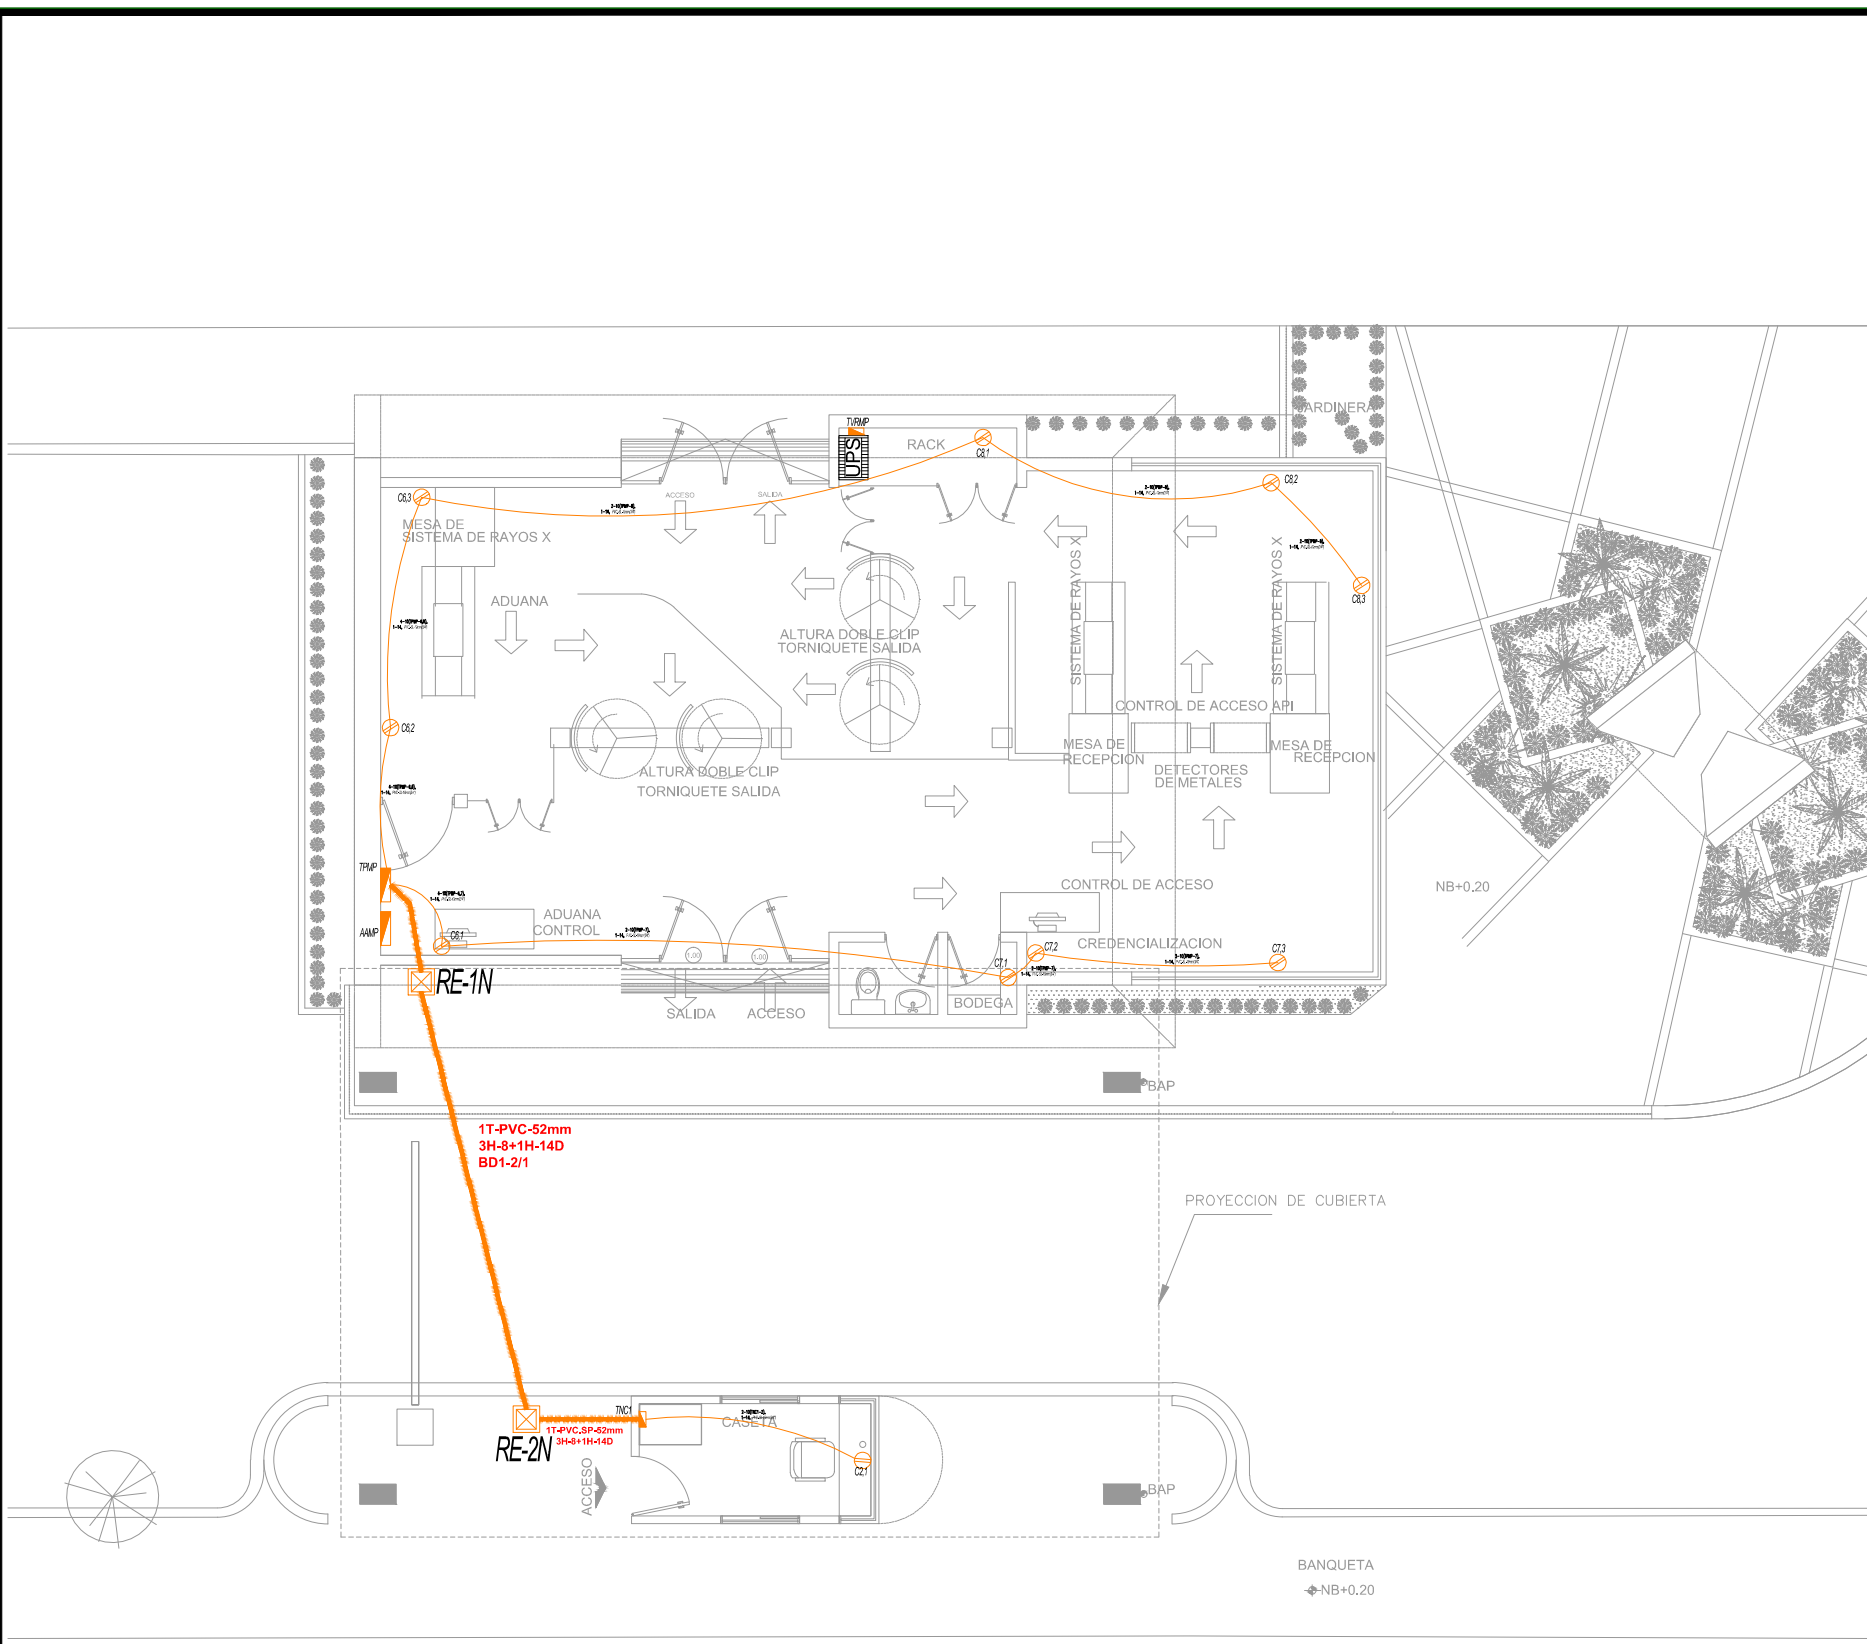 JARDINERA
TVRMP
UPS
RACK
C8,1
C8,2
C6,3
ACCESO
SALIDA
MESA DE
SISTEMA DE RAYOS X
SISTEMA DE RAYOS X
SISTEMA DE RAYOS X
C8,3
ADUANA
ALTURA DOBLE CLIP
TORNIQUETE SALIDA
CONTROL DE ACCESO API
C6,2
MESA DE
RECEPCION
MESA DE
RECEPCION
DETECTORES
DE METALES
ALTURA DOBLE CLIP
TORNIQUETE SALIDA
TPMP
CONTROL DE ACCESO
NB+0.20
AAMP
ADUANA
CONTROL
C6,1
CREDENCIALIZACION
C7,2
C7,3
C7,1
1.00
1.00
RE-1N
BODEGA
SALIDA
ACCESO
BAP
1T-PVC-52mm
3H-8+1H-14D
BD1-2/1
PROYECCION DE CUBIERTA
TNC1
CASETA
1T-PVC.SP-52mm
3H-8+1H-14D
RE-2N
C2,1
ACCESO
BAP
BANQUETA
NB+0.20